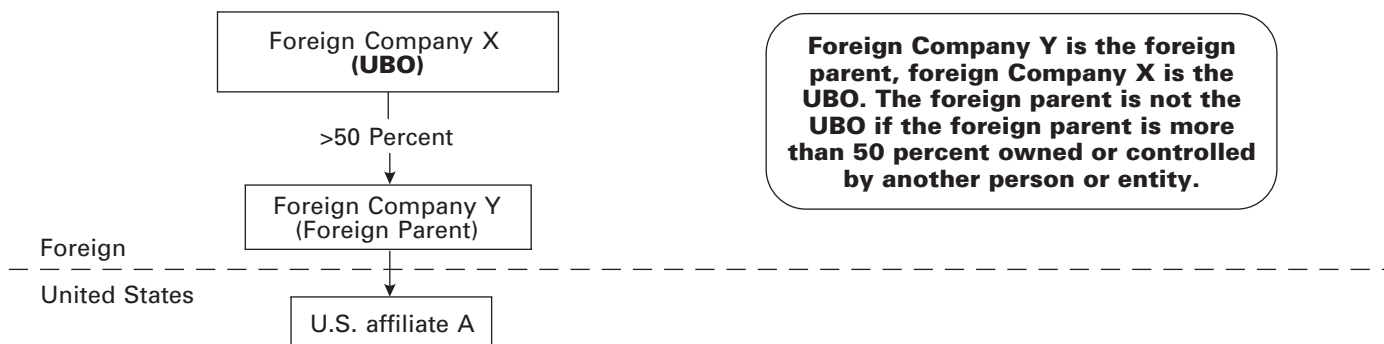 Foreign Company X
(UBO)
>50 Percent
Foreign Company Y
(Foreign Parent)
Foreign
United States
U.S. affiliate A
Foreign Company Y is the foreign
parent, foreign Company X is the
UBO. The foreign parent is not the
UBO if the foreign parent is more
than 50 percent owned or controlled
by another person or entity.